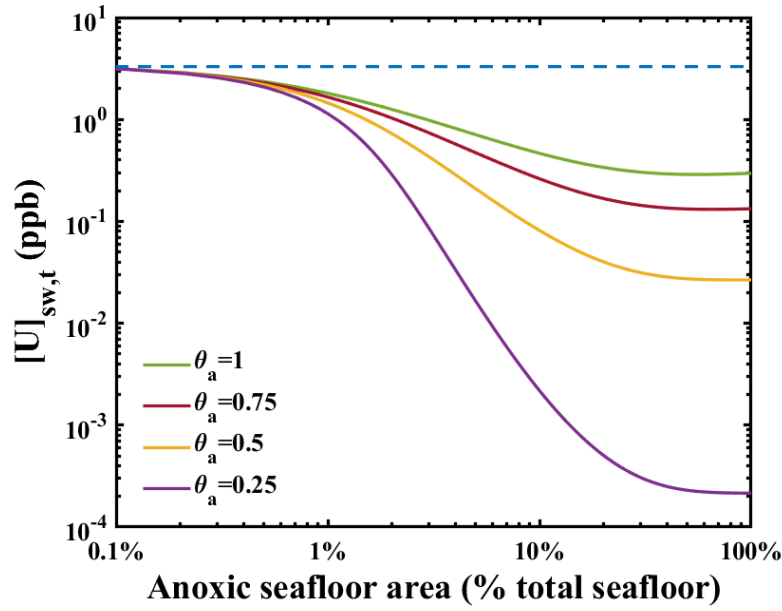 10^1
10^0
10^-1
10^-2
10^-3
10^-4
[U]sw,t (ppb)
θa=1
θa=0.75
θa=0.5
θa=0.25
0.1% 1% 10% 100%
Anoxic seafloor area (% total seafloor)